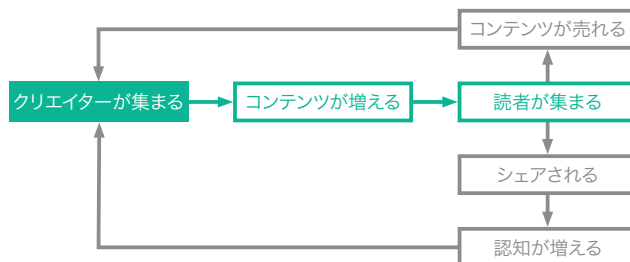 コンテンツが売れる
クリエイターが集まる
コンテンツが増える
読者が集まる
シェアされる
認知が増える